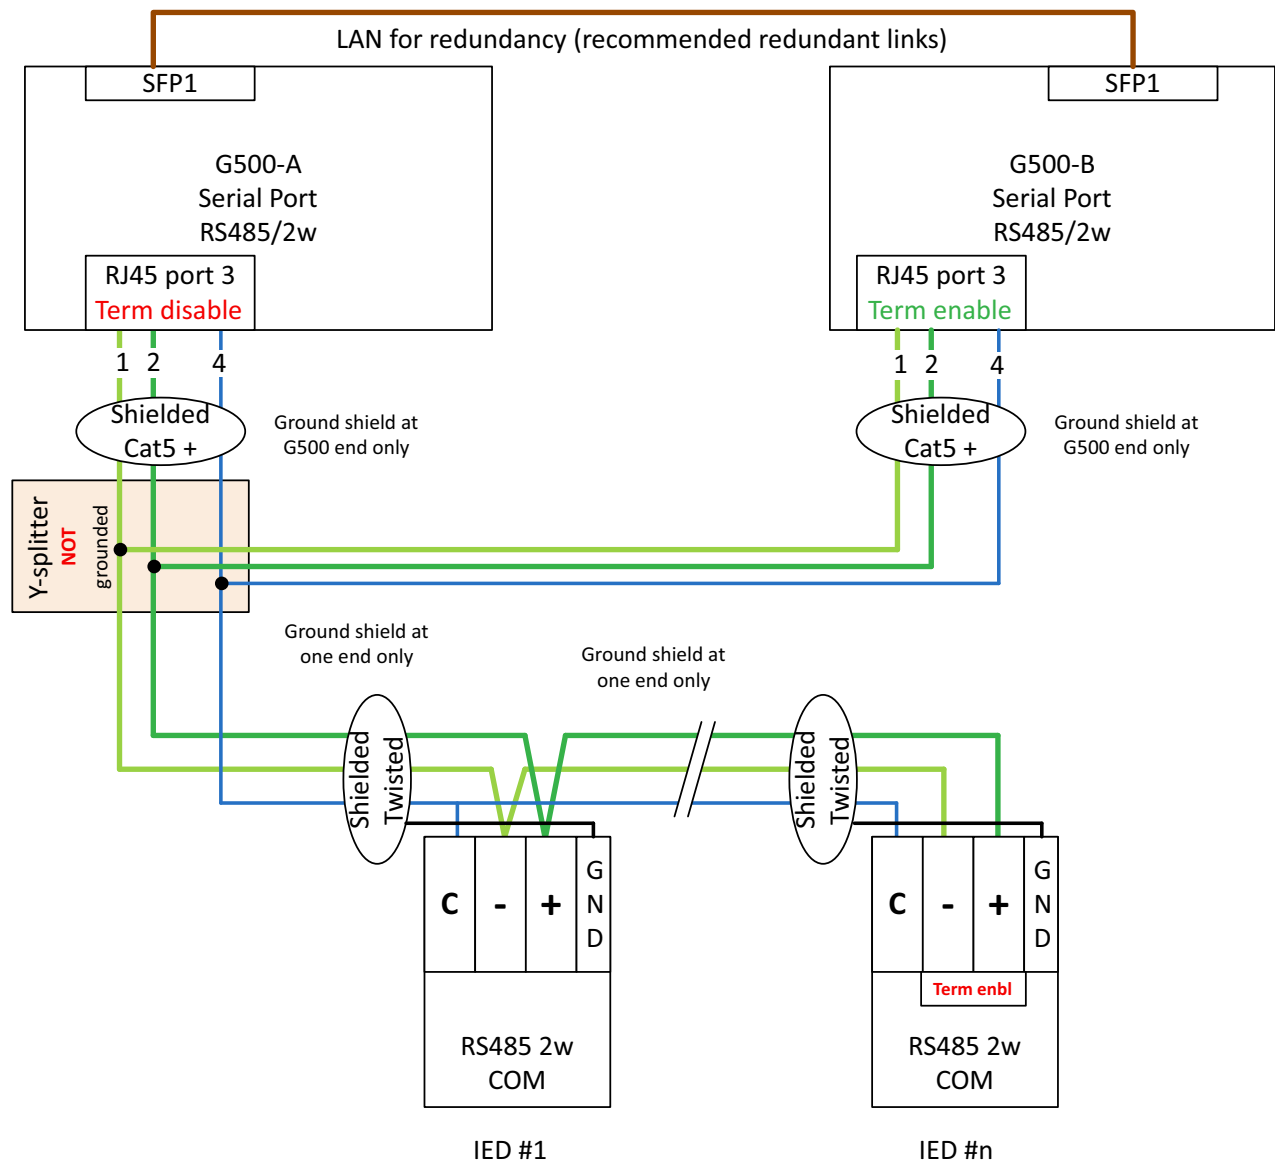 LAN for redundancy (recommended redundant links)
SFP1
SFP1
G500-A
Serial Port
RS485/2w
G500-B
Serial Port
RS485/2w
RJ45 port 3
Term disable
RJ45 port 3
Term enable
1 2 4
1 2 4
Shielded
Cat5 +
Ground shield at
G500 end only
Shielded
Cat5 +
Ground shield at
G500 end only
Y-splitter
NOT
grounded
Ground shield at
one end only
Ground shield at
one end only
Shielded
Twisted
Shielded
Twisted
C - + GND
C - + GND
Term enbl
RS485 2w
COM
RS485 2w
COM
IED #1
IED #n